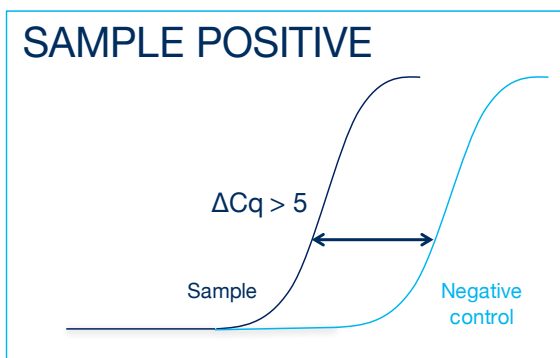 SAMPLE POSITIVE
ΔCq > 5
Sample
Negative
control